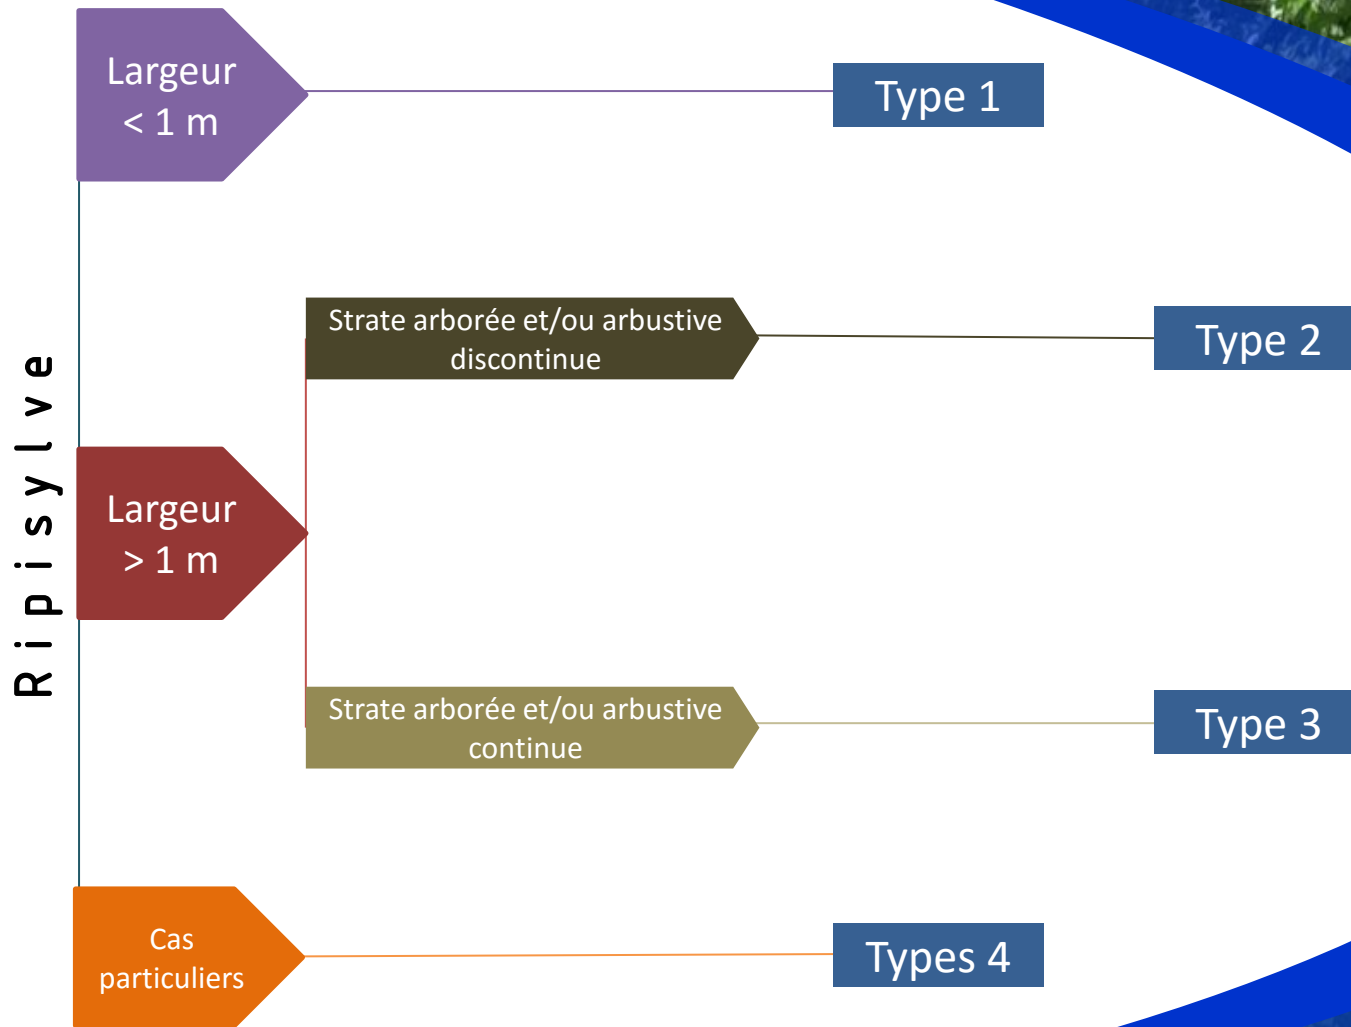 Ripisylve
Largeur
< 1 m
Type 1
Strate arborée et/ou arbustive
discontinue
Type 2
Largeur
> 1 m
Strate arborée et/ou arbustive
continue
Type 3
Cas
particuliers
Types 4